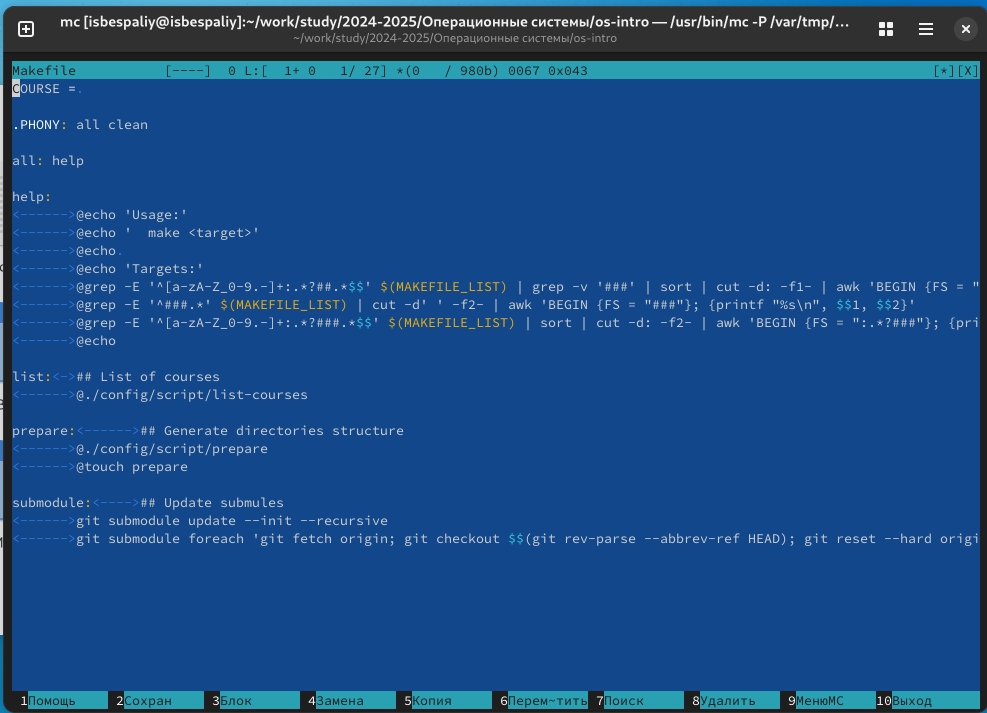 mc [isbespaliy@isbespaliy]:~/work/study/2024-2025/Операционные системы/os-intro — /usr/bin/mc -P /var/tmp/...
~/work/study/2024-2025/Операционные системы/os-intro
Makefile [----] 0 L:[ 1+ 0 1/ 27] *(0 / 980b) 0067 0x043 [*][X]
COURSE =.

.PHONY: all clean

all: help

help:
<------>@echo 'Usage:'
<------>@echo '  make <target>'
<------>@echo.
<------>@echo 'Targets:'
<------>@grep -E '^[a-zA-Z_0-9.-]+:.*?##.*$$' $(MAKEFILE_LIST) | grep -v '###' | sort | cut -d: -f1- | awk 'BEGIN {FS = "
<------>@grep -E '^###.*' $(MAKEFILE_LIST) | cut -d' ' -f2- | awk 'BEGIN {FS = "###"}; {printf "%s\n", $$1, $$2}'
<------>@grep -E '^[a-zA-Z_0-9.-]+:.*?###.*$$' $(MAKEFILE_LIST) | sort | cut -d: -f2- | awk 'BEGIN {FS = ":.*?###"}; {pri
<------>@echo

list:<->## List of courses
<------>@./config/script/list-courses

prepare:<------>## Generate directories structure
<------>@./config/script/prepare
<------>@touch prepare

submodule:<---->## Update submules
<------>git submodule update --init --recursive
<------>git submodule foreach 'git fetch origin; git checkout $$(git rev-parse --abbrev-ref HEAD); git reset --hard origi
1Помощь 2Сохран 3Блок 4Замена 5Копия 6Перем~тить 7Поиск 8Удалить 9МенюMC 10Выход